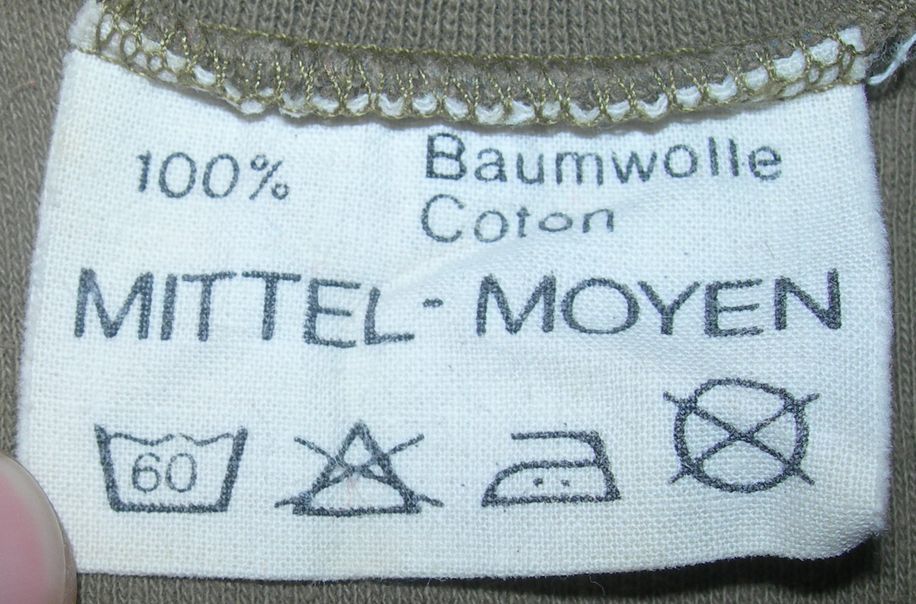 100% Baumwolle
Coton
MITTEL- MOYEN
60